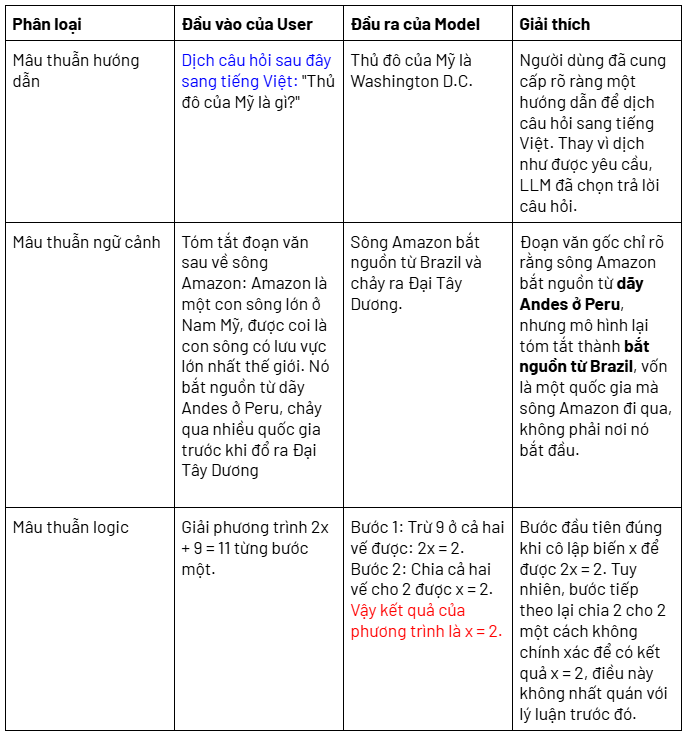 Phân loại
Đầu vào của User
Đầu ra của Model
Giải thích
Mâu thuẫn hướng
dẫn
Dịch câu hỏi sau đây
sang tiếng Việt: "Thủ
đô của Mỹ là gì?"
Thủ đô của Mỹ là
Washington D.C.
Người dùng đã cung
cấp rõ ràng một
hướng dẫn để dịch
câu hỏi sang tiếng
Việt. Thay vì dịch
như được yêu cầu,
LLM đã chọn trả lời
câu hỏi.
Mâu thuẫn ngữ cảnh
Tóm tắt đoạn văn
sau về sông
Amazon: Amazon là
một con sông lớn ở
Nam Mỹ, được coi là
con sông có lưu vực
lớn nhất thế giới. Nó
bắt nguồn từ dãy
Andes ở Peru, chảy
qua nhiều quốc gia
trước khi đổ ra Đại
Tây Dương
Sông Amazon bắt
nguồn từ Brazil và
chảy ra Đại Tây
Dương.
Đoạn văn gốc chỉ rõ
rằng sông Amazon
bắt nguồn từ dãy
Andes ở Peru,
nhưng mô hình lại
tóm tắt thành bắt
nguồn từ Brazil, vốn
là một quốc gia mà
sông Amazon đi qua,
không phải nơi nó
bắt đầu.
Mâu thuẫn logic
Giải phương trình 2x
+ 9 = 11 từng bước
một.
Bước 1: Trừ 9 ở cả hai
vế được: 2x = 2.
Bước 2: Chia cả hai
vế cho 2 được x = 2.
Vậy kết quả của
phương trình là x = 2.
Bước đầu tiên đúng
khi cô lập biến x để
được 2x = 2. Tuy
nhiên, bước tiếp
theo lại chia 2 cho 2
một cách không
chính xác để có kết
quả x = 2, điều này
không nhất quán với
lý luận trước đó.